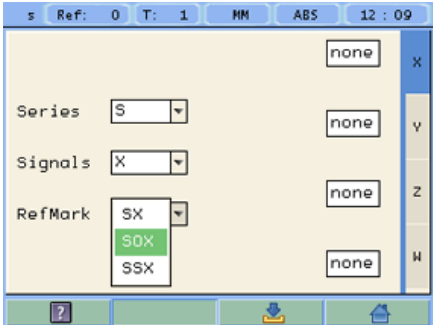 s Ref: 0 T: 1 MM ABS 12 : 09
none X
Series S
none Y
Signals X
none Z
RefMark SX
SOX
SSX
none W
?